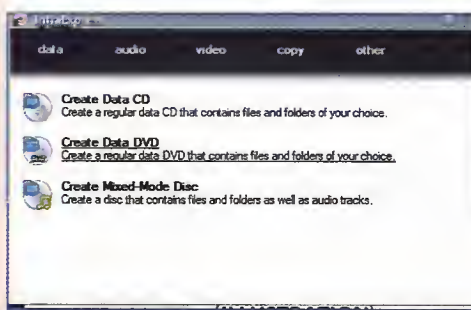 data audio video copy other
Create Data CD
Create a regular data CD that contains files and folders of your choice.
Create Data DVD
Create a regular data DVD that contains files and folders of your choice.
Create Mixed-Mode Disc
Create a disc that contains files and folders as well as audio tracks.